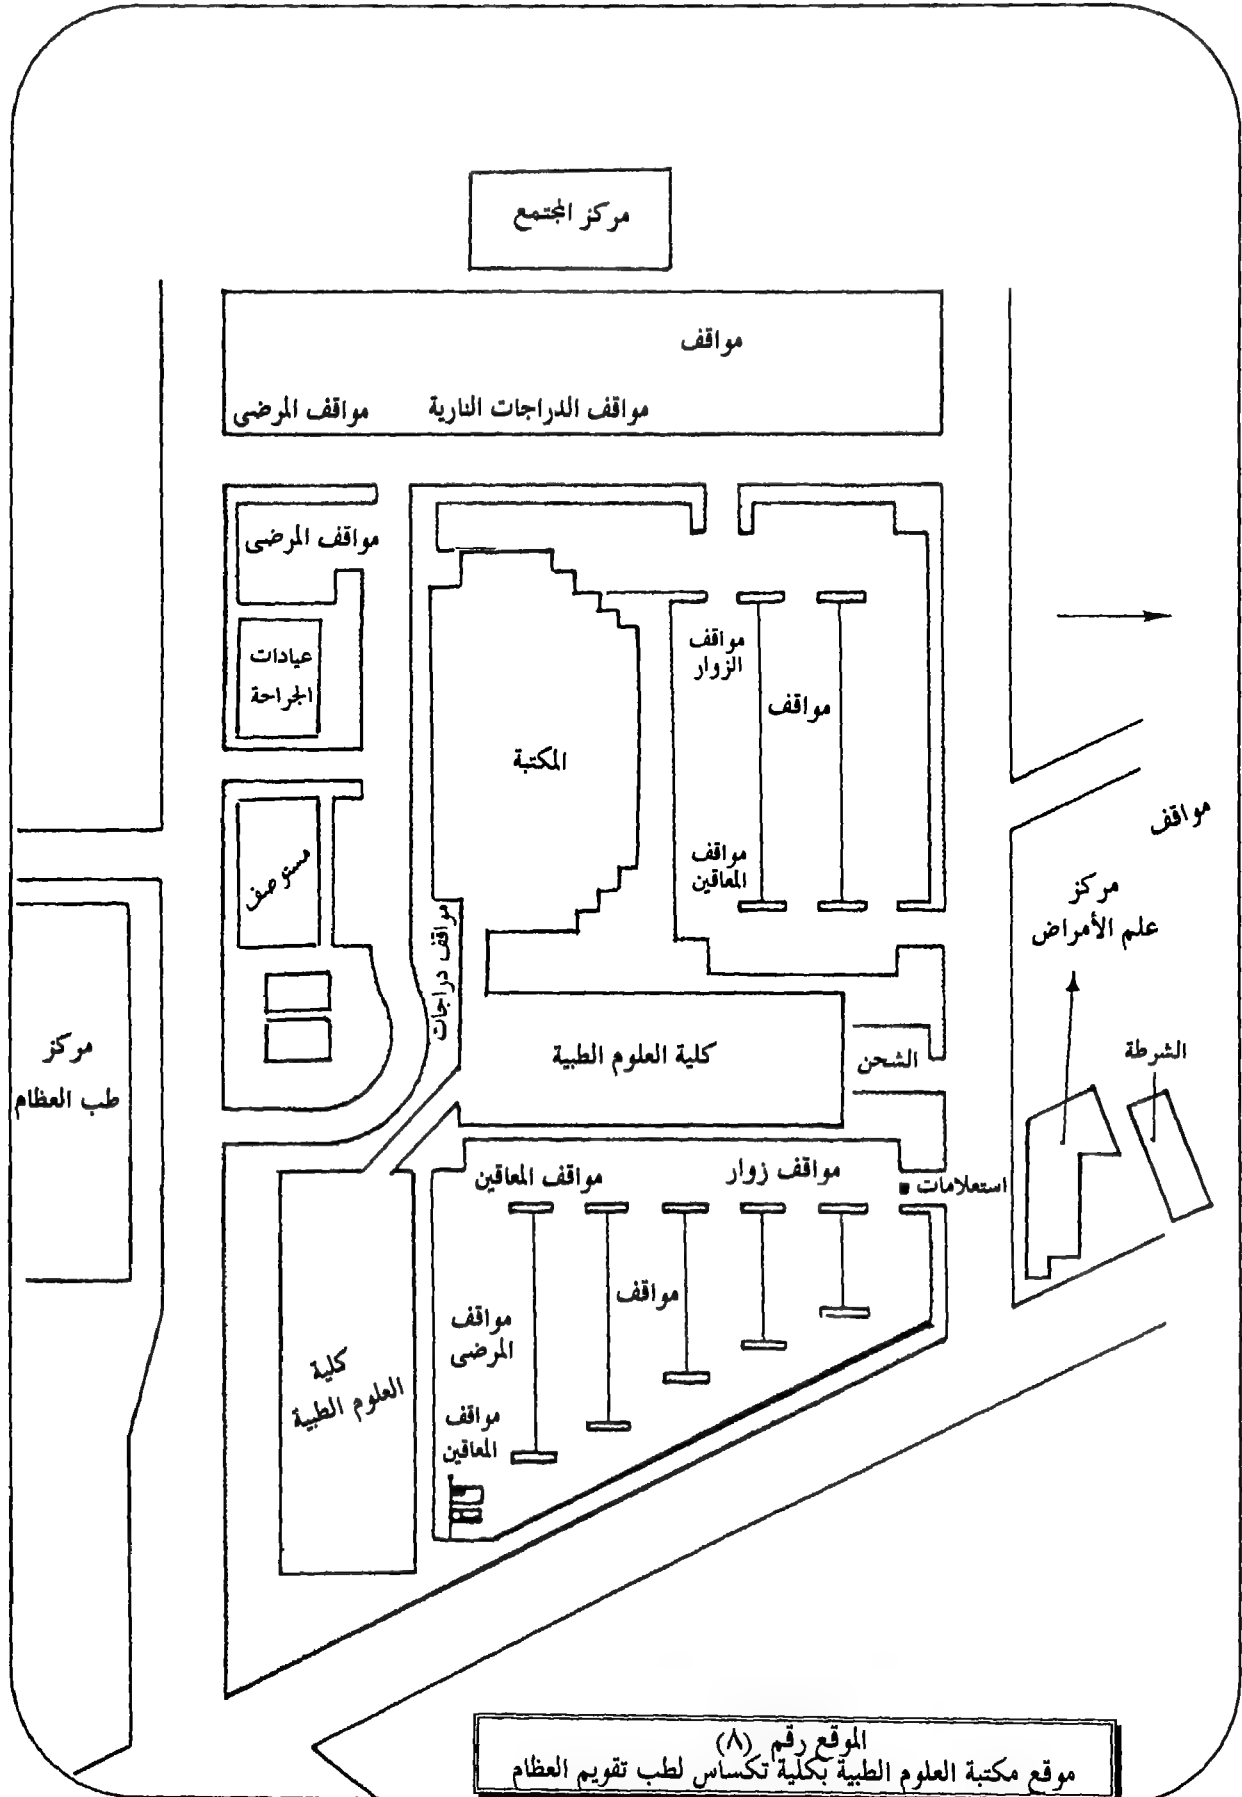 مركز المجتمع
مواقف
مواقف الدراجات النارية
مواقف المرضى
مواقف المرضى
عيادات
الجراحة
مواقف
الزوار
مواقف
المكتبة
مواقف
المعاقين
مستوصف
مواقف دراجات
مواقف
مركز
علم الأمراض
الشرطة
مركز
طب العظام
كلية العلوم الطبية
الشحن
استعلامات
مواقف زوار
مواقف المعاقين
مواقف
مواقف
المرضى
مواقف
المعاقين
كلية
العلوم الطبية
الموقع رقم (٨)
موقع مكتبة العلوم الطبية بكلية تكساس لطب تقويم العظام